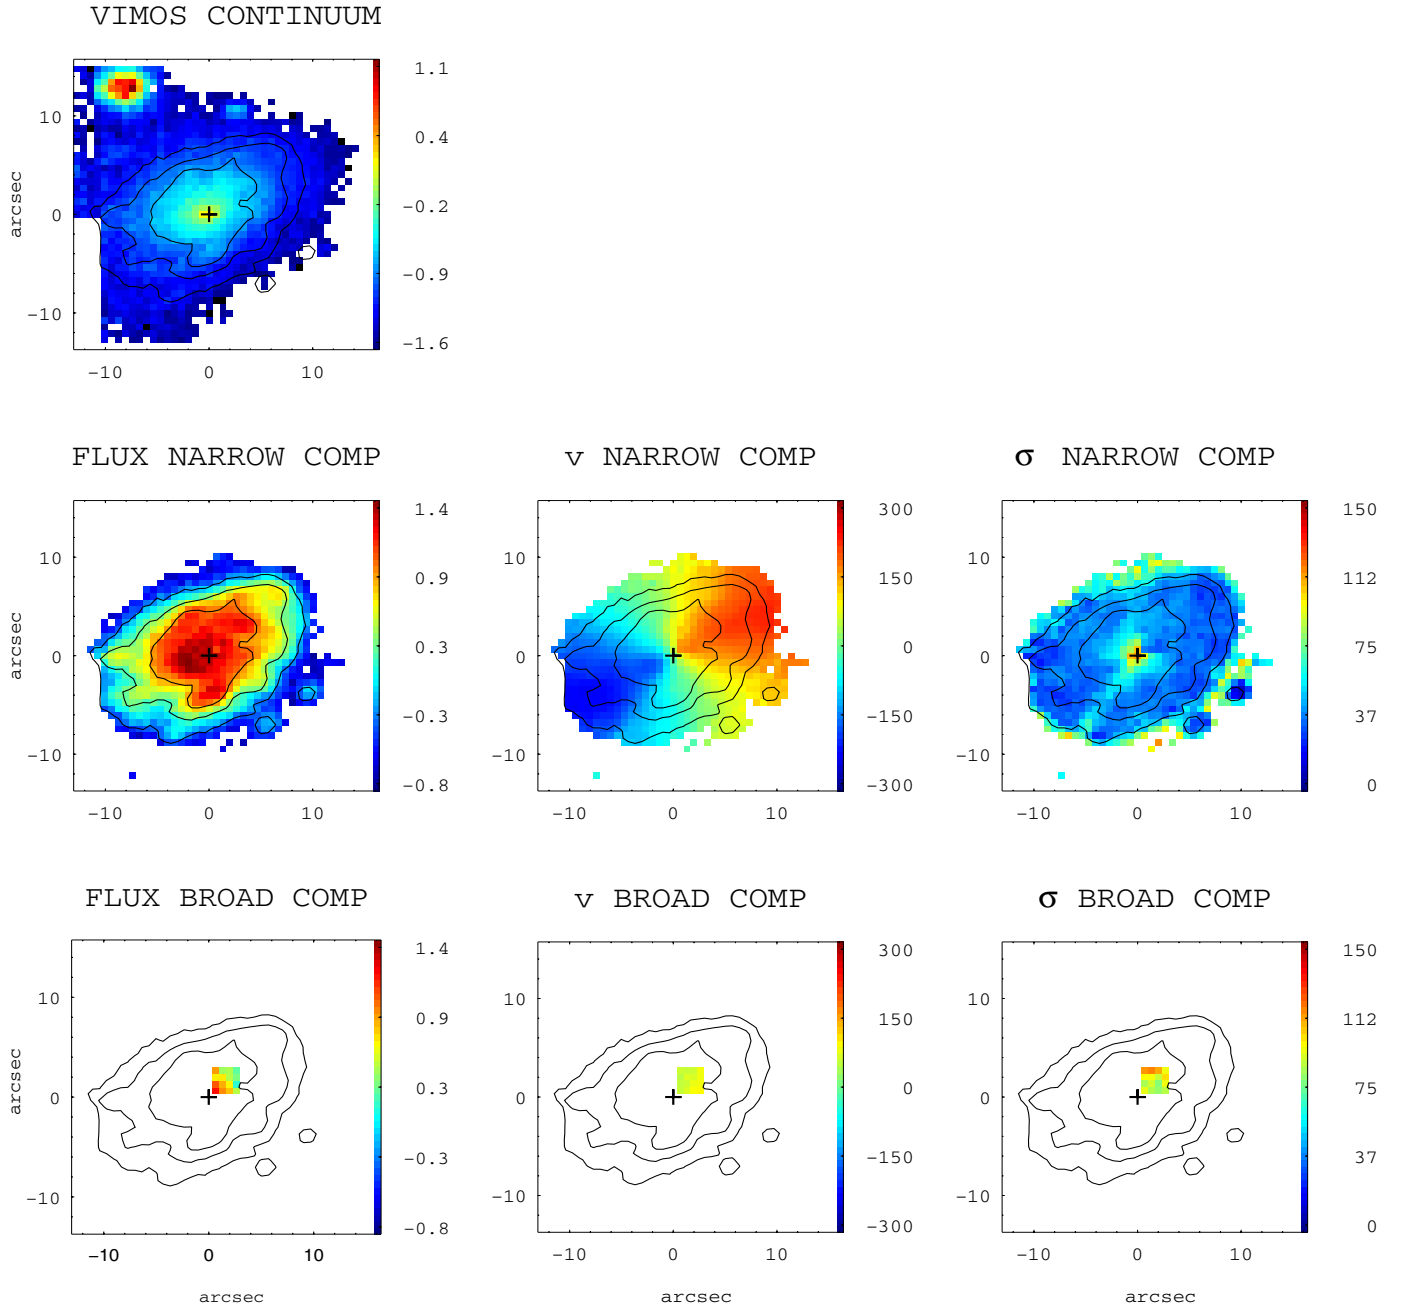 VIMOS CONTINUUM
1.1
0.4
−0.2
−0.9
−1.6
10
0
−10
arcsec
−10 0 10
FLUX NARROW COMP
1.4
0.9
0.3
−0.3
−0.8
10
0
−10
arcsec
−10 0 10
v NARROW COMP
300
150
0
−150
−300
10
0
−10
−10 0 10
σ NARROW COMP
150
112
75
37
0
10
0
−10
−10 0 10
FLUX BROAD COMP
1.4
0.9
0.3
−0.3
−0.8
10
0
−10
arcsec
−10 0 10
arcsec
v BROAD COMP
300
150
0
−150
−300
10
0
−10
−10 0 10
arcsec
σ BROAD COMP
150
112
75
37
0
10
0
−10
−10 0 10
arcsec